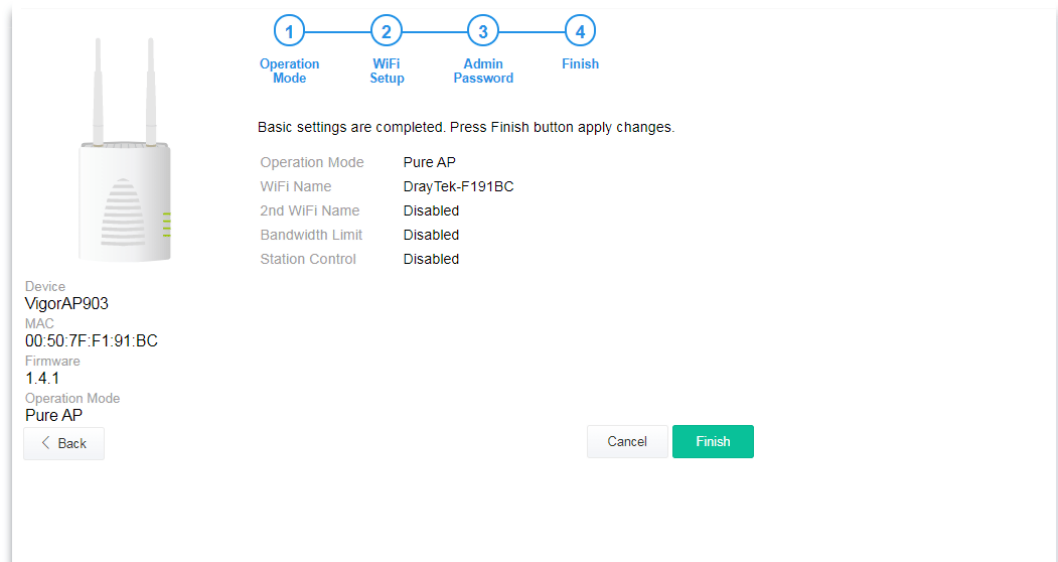 1
2
3
4
Operation
Mode
WiFi
Setup
Admin
Password
Finish
Basic settings are completed. Press Finish button apply changes.
Operation Mode Pure AP
WiFi Name DrayTek-F191BC
2nd WiFi Name Disabled
Bandwidth Limit Disabled
Station Control Disabled
Device
VigorAP903
MAC
00:50:7F:F1:91:BC
Firmware
1.4.1
Operation Mode
Pure AP
< Back
Cancel
Finish